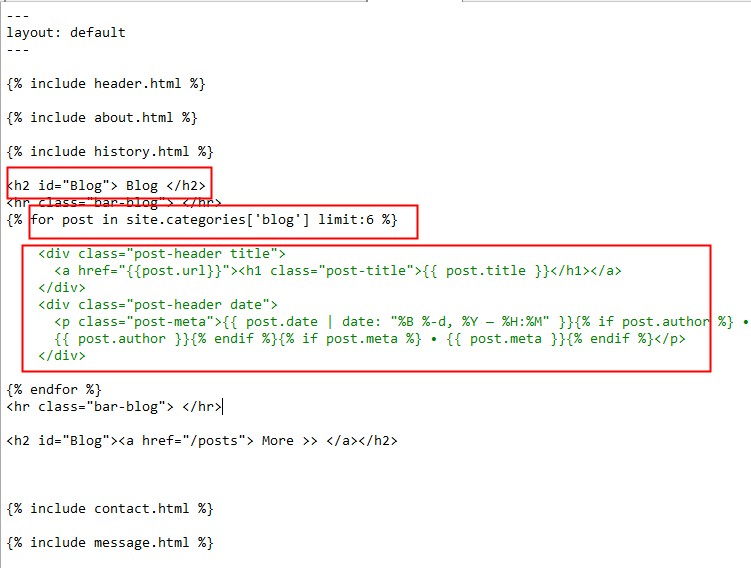 ---
layout: default
---
{% include header.html %}
{% include about.html %}
{% include history.html %}
<h2 id="Blog"> Blog </h2>
<hr class="bar-blog"> </hr>
{% for post in site.categories['blog'] limit:6 %}
<div class="post-header title">
<a href="{{post.url}}"><h1 class="post-title">{{ post.title }}</h1></a>
</div>
<div class="post-header date">
<p class="post-meta">{{ post.date | date: "%B %-d, %Y — %H:%M" }}{% if post.author %} •
{{ post.author }}{% endif %}{% if post.meta %} • {{ post.meta }}{% endif %}</p>
</div>
{% endfor %}
<hr class="bar-blog"> </hr>
<h2 id="Blog"><a href="/posts"> More >> </a></h2>
{% include contact.html %}
{% include message.html %}